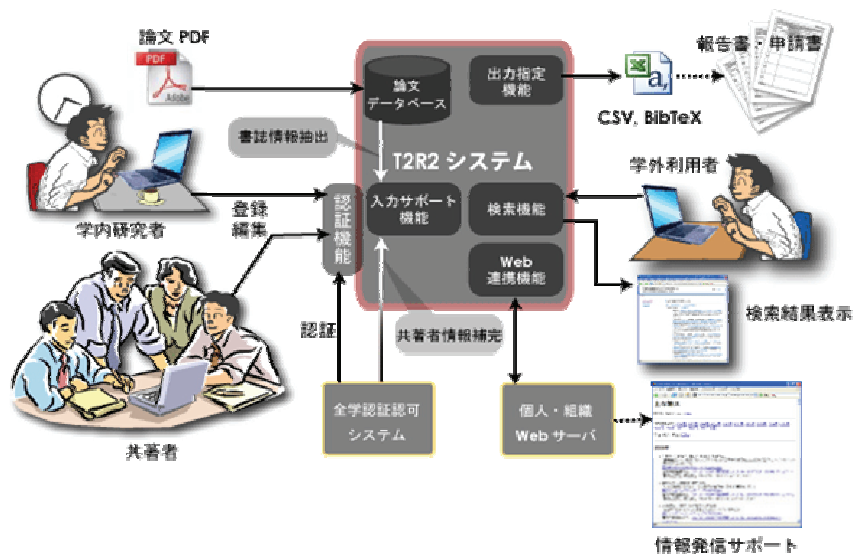 論文 PDF
PDF
Adobe
論文
データベース
出力指定
機能
a,
CSV, BibTeX
報告書・申請書
書誌情報抽出
T2R2 システム
学外利用者
学内研究者
登録
編集
認証機能
入力サポート
機能
検索機能
Web
連携機能
認証
共著者情報補完
検索結果表示
共著者
全学認証認可
システム
個人・組織
Web サーバ
情報発信サポート